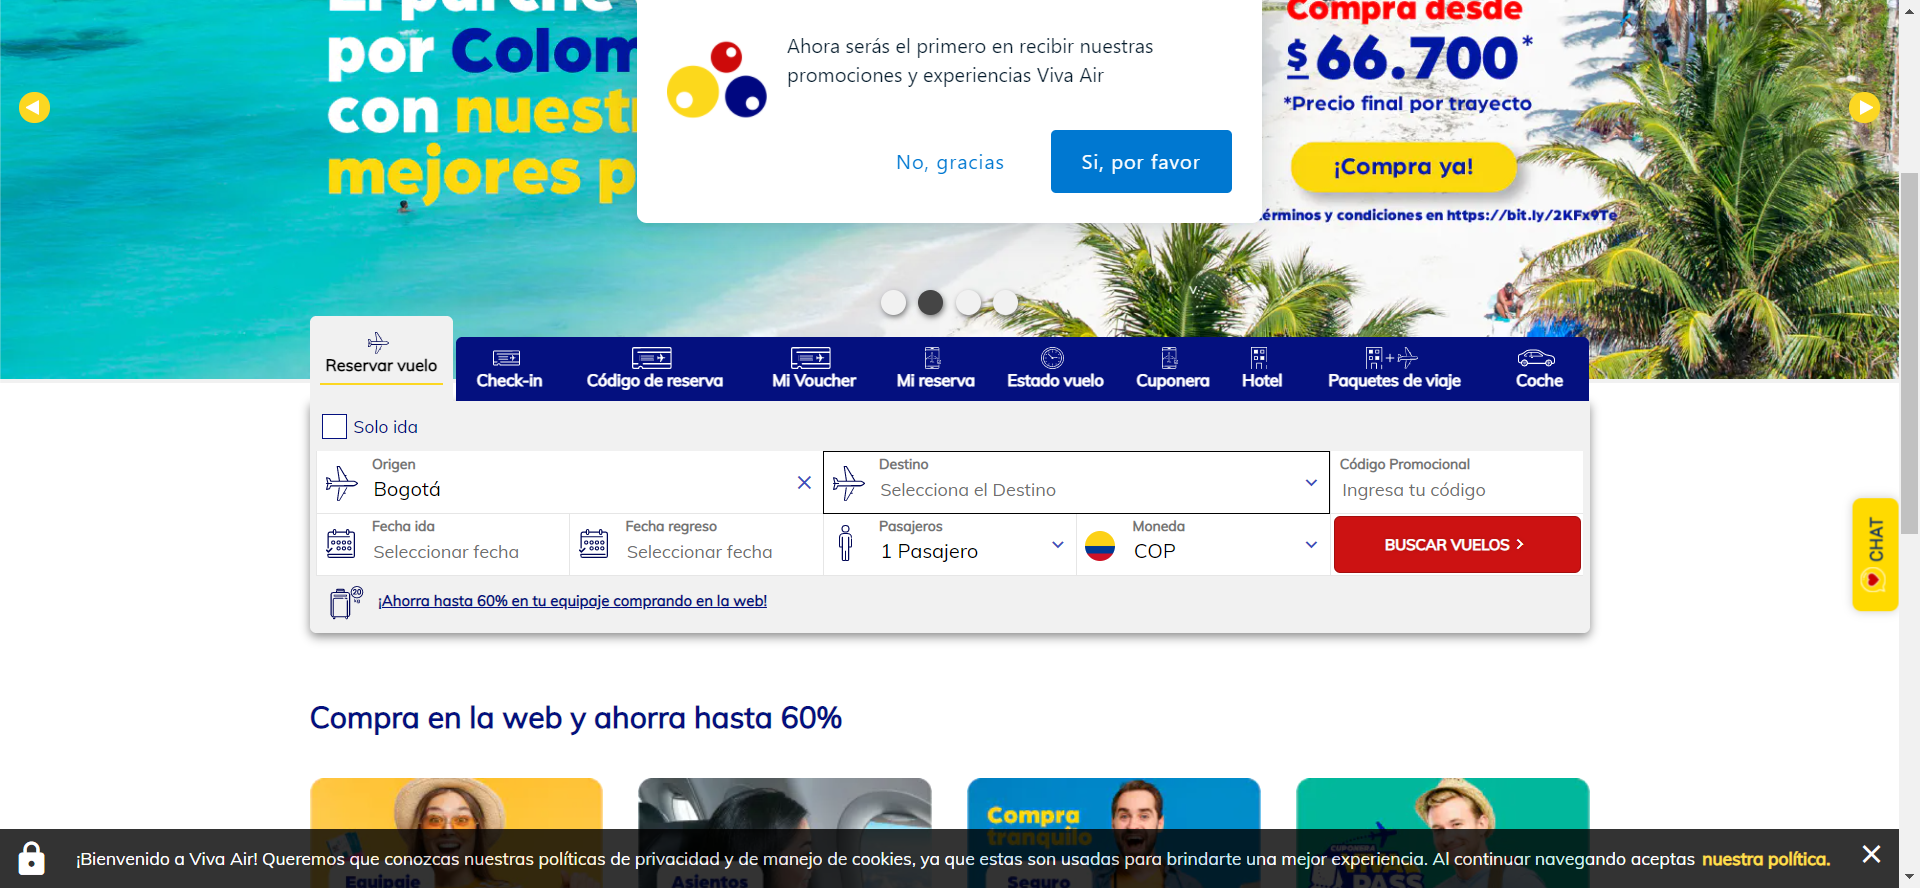 El parche
por Colom
con nuestr
mejores p
Ahora serás el primero en recibir nuestras
promociones y experiencias Viva Air
No, gracias
Si, por favor
Compra desde
$66.700*
*Precio final por trayecto
¡Compra ya!
términos y condiciones en https://bit.ly/2KFx9Te
Reservar vuelo
Check-in
Código de reserva
Mi Voucher
Mi reserva
Estado vuelo
Cuponera
Hotel
Paquetes de viaje
Coche
Solo ida
Origen
Bogotá
Destino
Selecciona el Destino
Código Promocional
Ingresa tu código
Fecha ida
Seleccionar fecha
Fecha regreso
Seleccionar fecha
Pasajeros
1 Pasajero
Moneda
COP
BUSCAR VUELOS
20
kg
¡Ahorra hasta 60% en tu equipaje comprando en la web!
CHAT
Compra en la web y ahorra hasta 60%
Compra
tranquilo
CUPONERA
VIVA
PASS
Equipaje
Asientos
Seguro
¡Bienvenido a Viva Air! Queremos que conozcas nuestras políticas de privacidad y de manejo de cookies, ya que estas son usadas para brindarte una mejor experiencia. Al continuar navegando aceptas nuestra política.